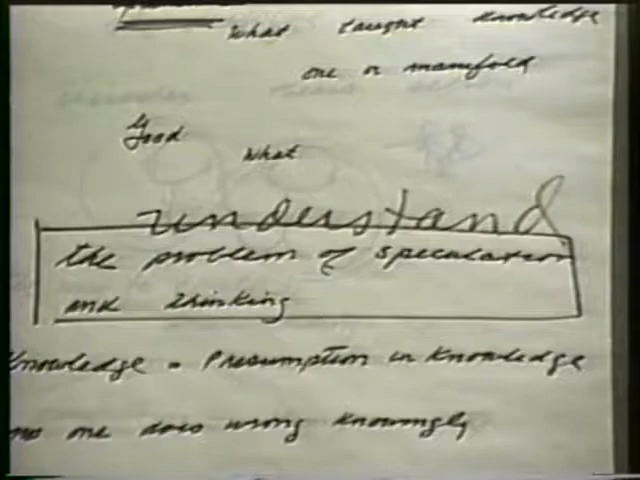 What taught knowledge
one or manifold
Good
What
understand
the problem of speculation
and thinking
Knowledge = Presumption in Knowledge
no one does wrong knowingly